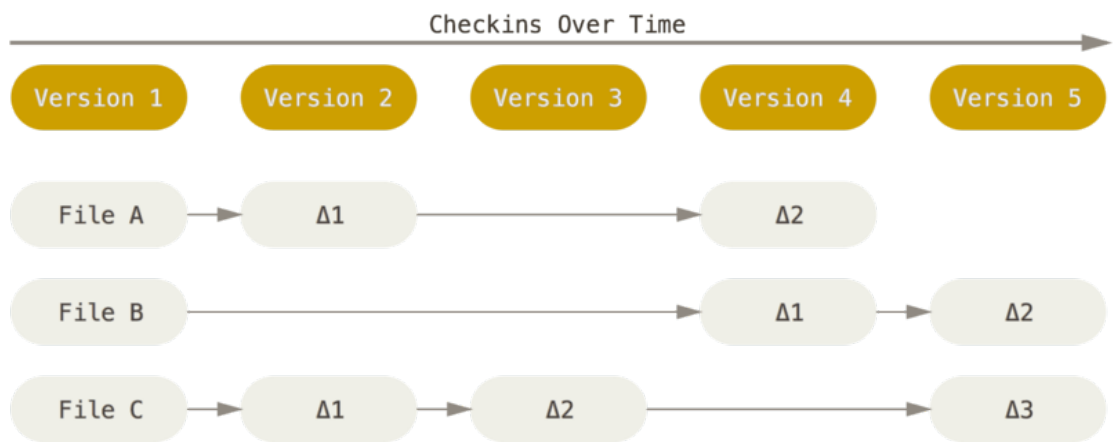 Checkins Over Time
Version 1 Version 2 Version 3 Version 4 Version 5
File A Δ1 Δ2
File B Δ1 Δ2
File C Δ1 Δ2 Δ3